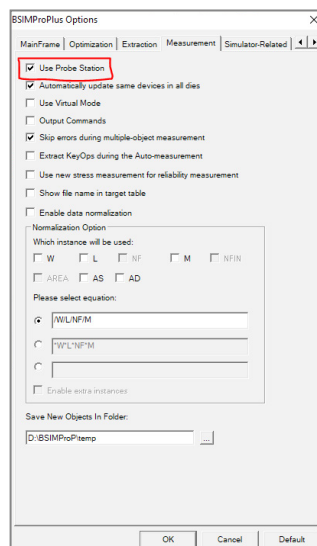 BSIMProPlus Options
MainFrame Optimization Extraction Measurement Simulator-Related
Use Probe Station
Automatically update same devices in all dies
Use Virtual Mode
Output Commands
Skip errors during multiple-object measurement
Extract KeyOps during the Auto-measurement
Use new stress measurement for reliability measurement
Show file name in target table
Enable data normalization
Normalization Option
Which instance will be used:
W L NF M NFIN
AREA AS AD
Please select equation:
/W/L/NF/M
*W*L*NF*M
Enable extra instances
Save New Objects In Folder:
D:\BSIMProP\temp ...
OK Cancel Default